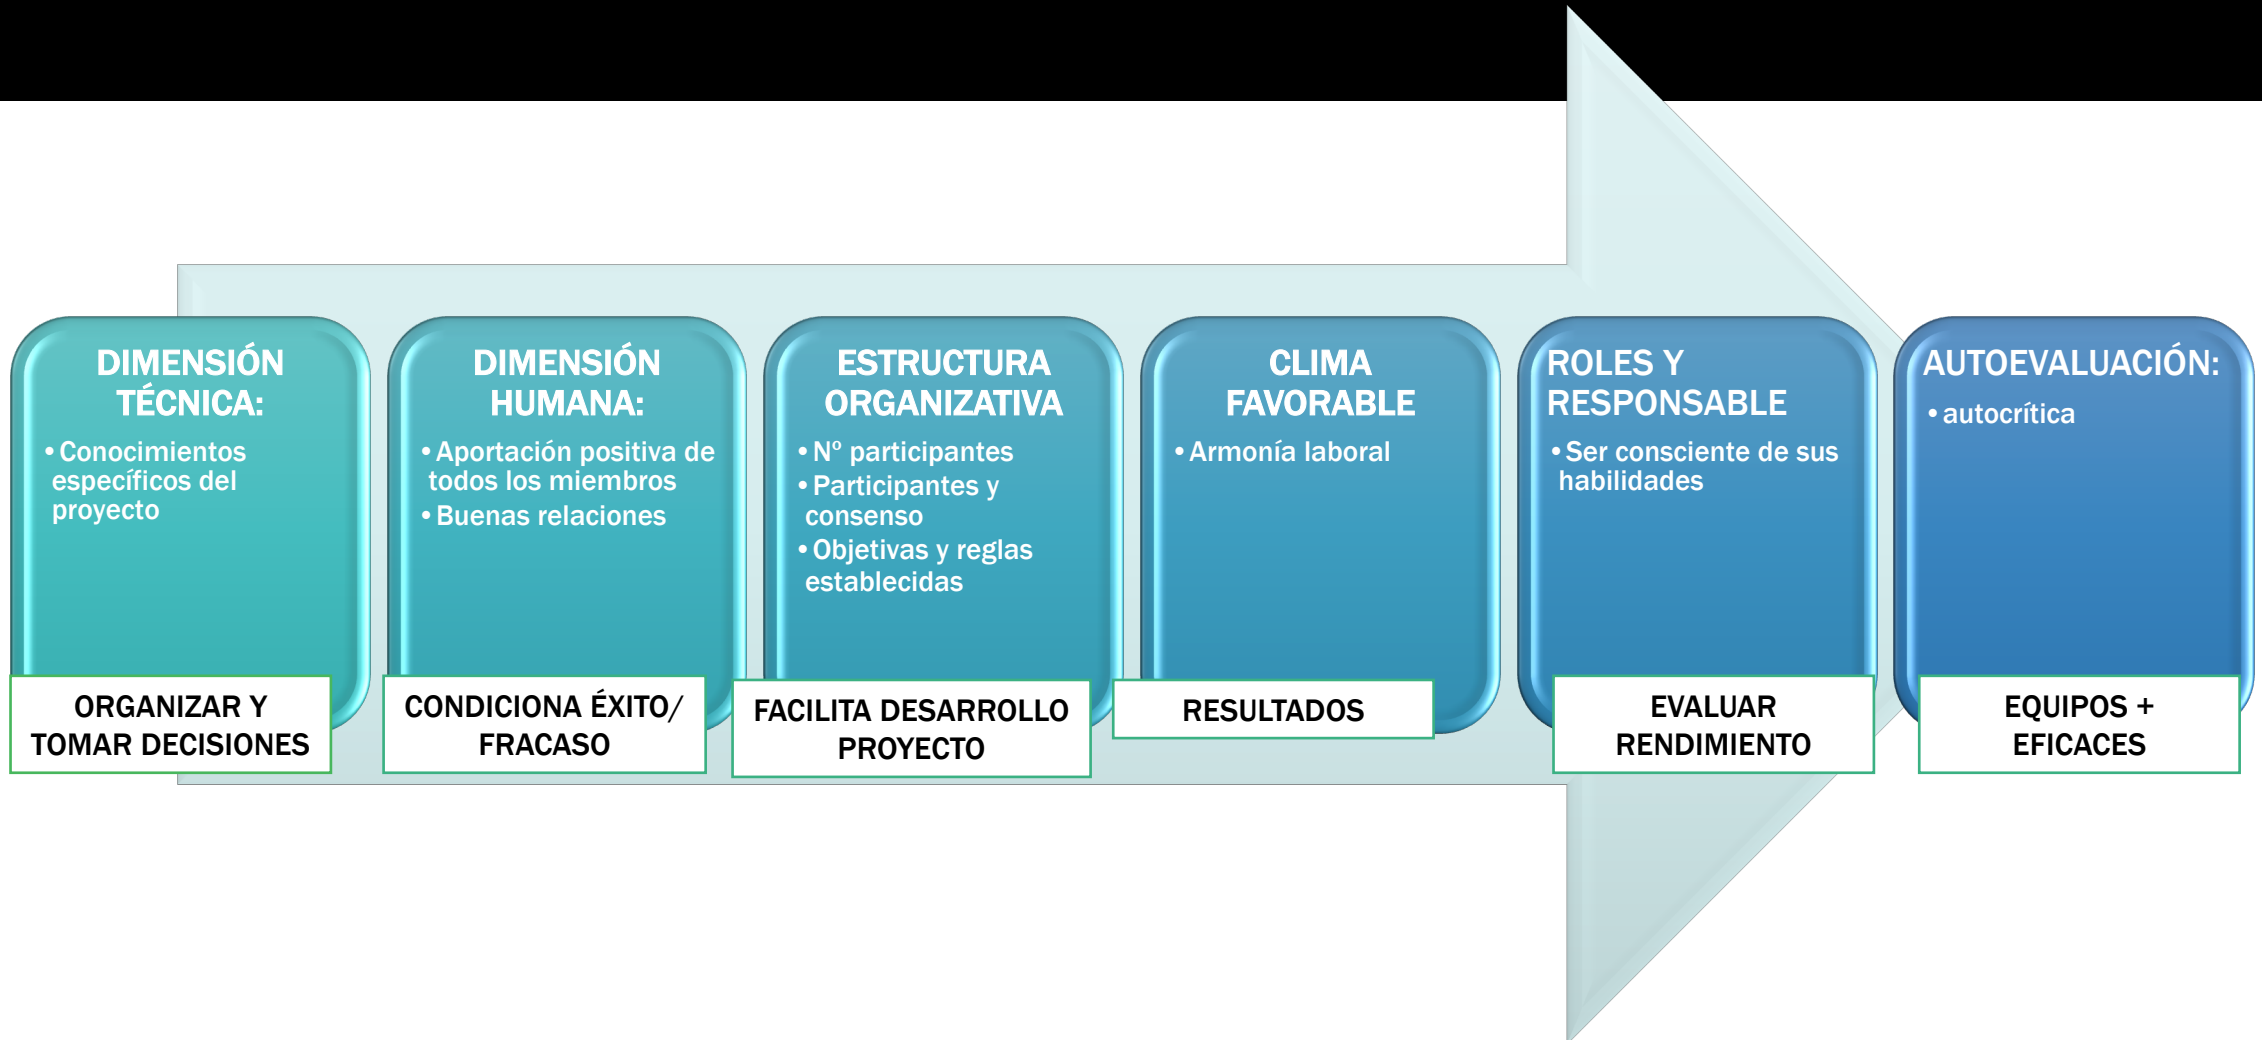 DIMENSIÓN
TÉCNICA:
•Conocimientos
específicos del
proyecto
ORGANIZAR Y
TOMAR DECISIONES
DIMENSIÓN
HUMANA:
•Aportación positiva de
todos los miembros
•Buenas relaciones
CONDICIONA ÉXITO/
FRACASO
ESTRUCTURA
ORGANIZATIVA
•Nº participantes
•Participantes y
consenso
•Objetivas y reglas
establecidas
FACILITA DESARROLLO
PROYECTO
CLIMA
FAVORABLE
•Armonía laboral
RESULTADOS
ROLES Y
RESPONSABLE
•Ser consciente de sus
habilidades
EVALUAR
RENDIMIENTO
AUTOEVALUACIÓN:
•autocrítica
EQUIPOS +
EFICACES